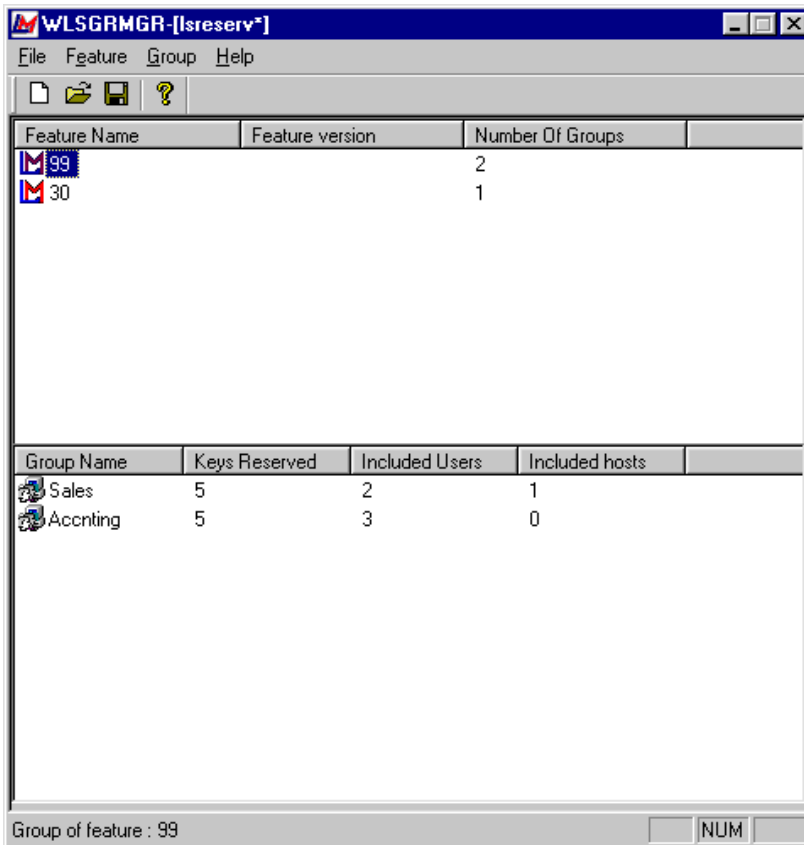 WLSGRMGR-[lsreserv*]
File Feature Group Help
Feature Name Feature version Number Of Groups
99 2
30 1
Group Name Keys Reserved Included Users Included hosts
Sales 5 2 1
Accnting 5 3 0
Group of feature : 99 NUM